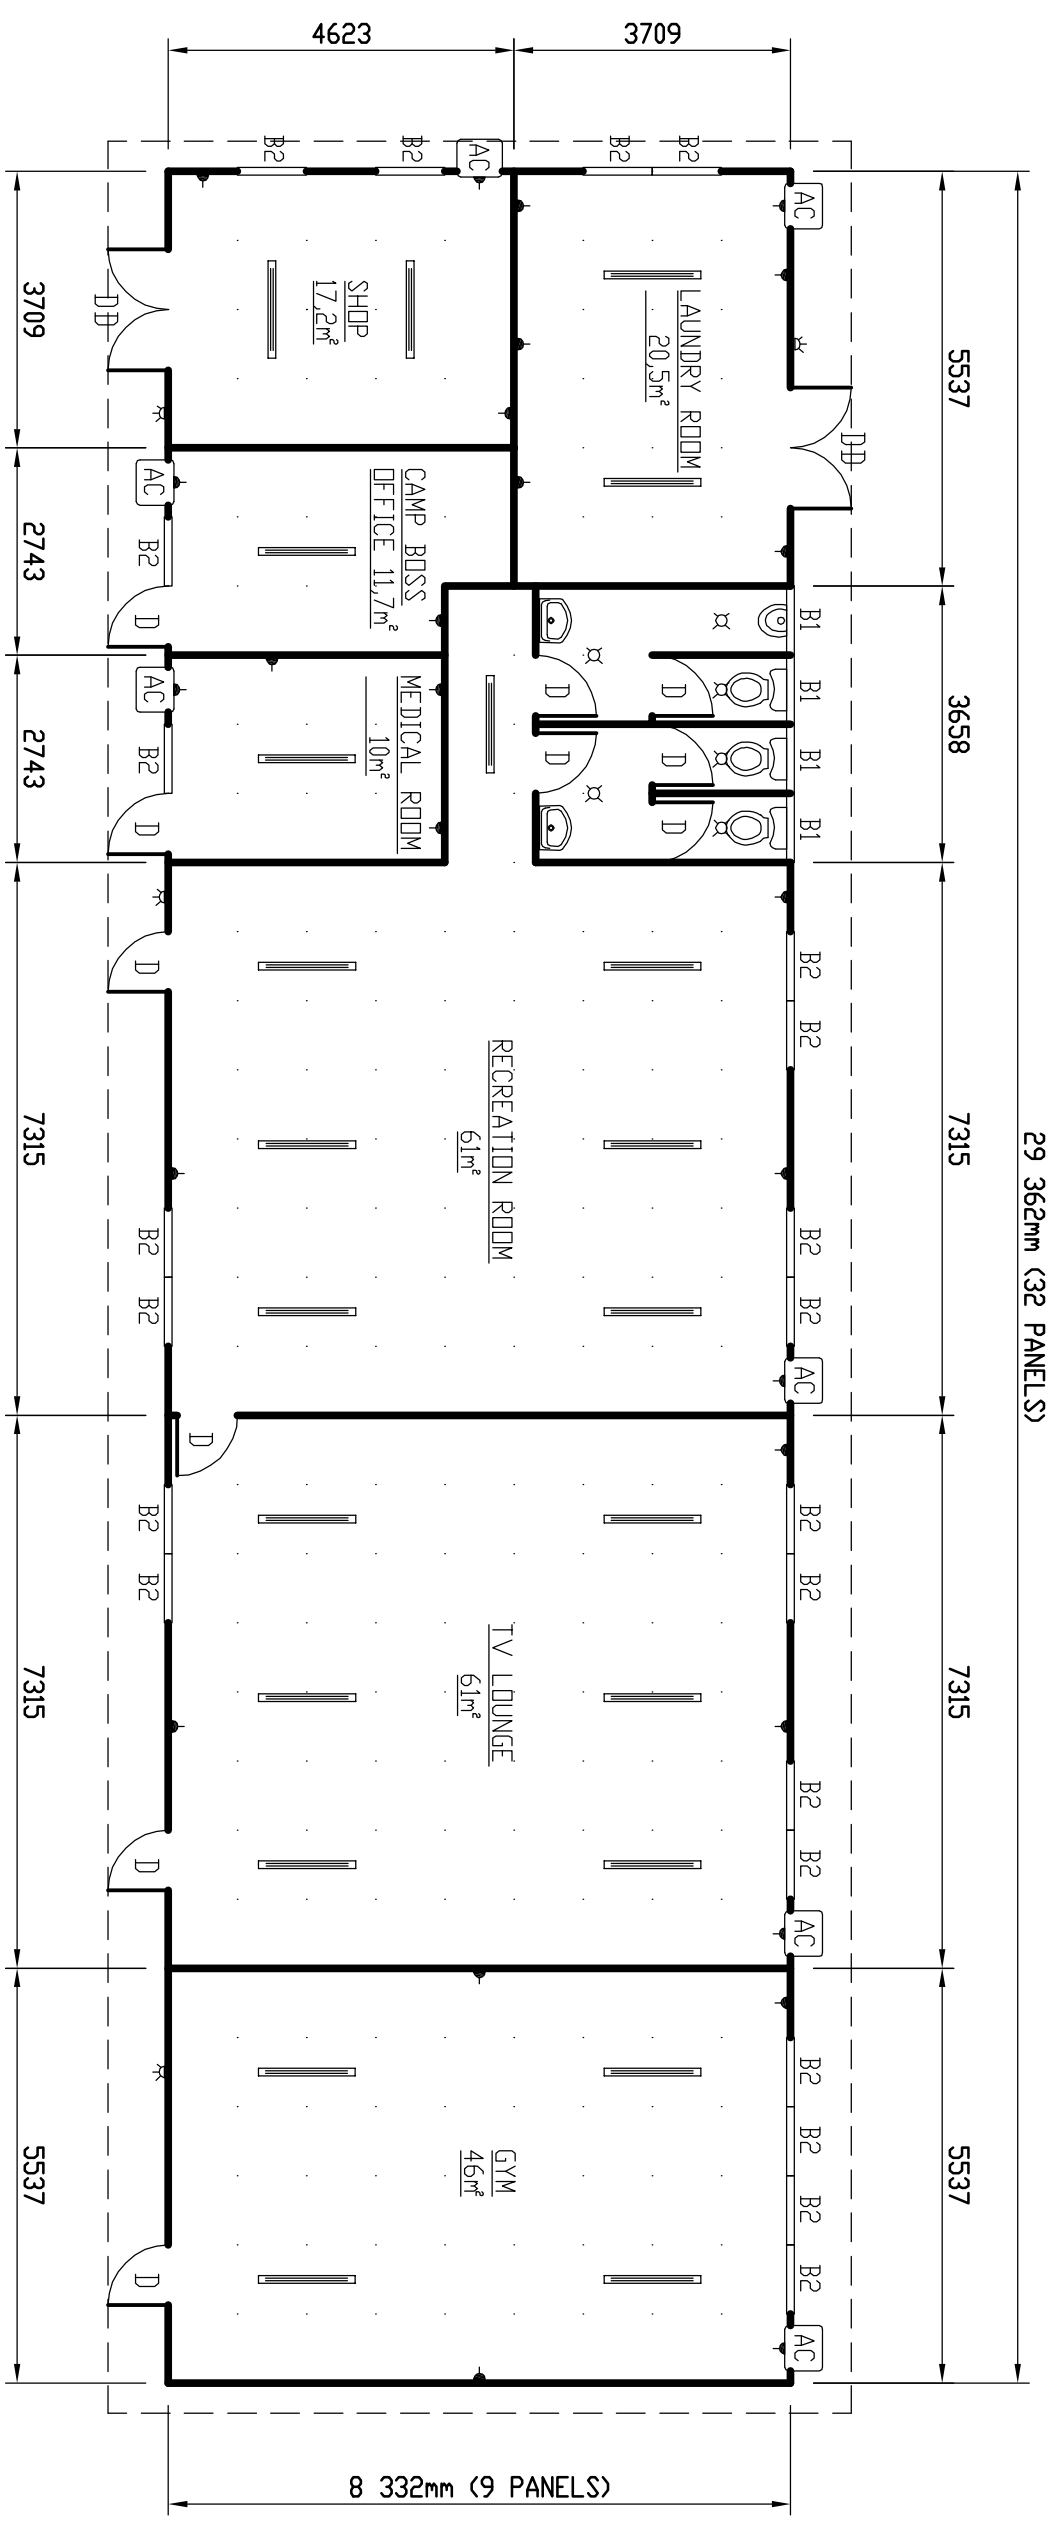 29 362mm (32 PANELS)
5537
3658
7315
7315
5537
DD
AC
B1
B1
B1
B1
B2
B2
B2
B2
AC
B2
B2
B2
B2
AC
B2
B2
B2
B2
AC
3709
B2
B2
LAUNDRY ROOM
20,5m²
D
D
D
D
D
RECREATION ROOM
61m²
TV LOUNGE
61m²
GYM
46m²
8 332mm (9 PANELS)
AC
4623
B2
B2
CAMP BOSS
OFFICE 11,7m²
MEDICAL ROOM
10m²
SHOP
17,2m²
D
AC
B2
D
AC
B2
D
D
B2
B2
B2
B2
D
D
DD
3709
2743
2743
7315
7315
5537